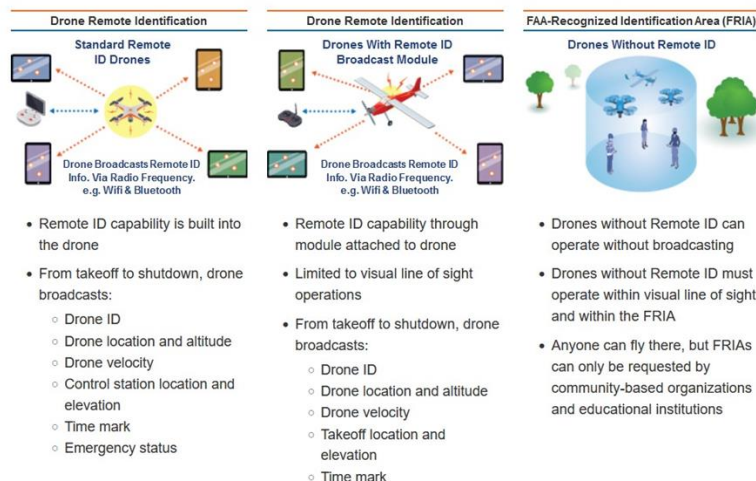 Drone Remote Identification
Standard Remote
ID Drones
Drone Broadcasts Remote ID
Info. Via Radio Frequency.
e.g. Wifi & Bluetooth
• Remote ID capability is built into
the drone
• From takeoff to shutdown, drone
broadcasts:
○ Drone ID
○ Drone location and altitude
○ Drone velocity
○ Control station location and
elevation
○ Time mark
○ Emergency status
Drone Remote Identification
Drones With Remote ID
Broadcast Module
Drone Broadcasts Remote ID
Info. Via Radio Frequency.
e.g. Wifi & Bluetooth
• Remote ID capability through
module attached to drone
• Limited to visual line of sight
operations
• From takeoff to shutdown, drone
broadcasts:
○ Drone ID
○ Drone location and altitude
○ Drone velocity
○ Takeoff location and
elevation
○ Time mark
FAA-Recognized Identification Area (FRIA)
Drones Without Remote ID
• Drones without Remote ID can
operate without broadcasting
• Drones without Remote ID must
operate within visual line of sight
and within the FRIA
• Anyone can fly there, but FRIAs
can only be requested by
community-based organizations
and educational institutions